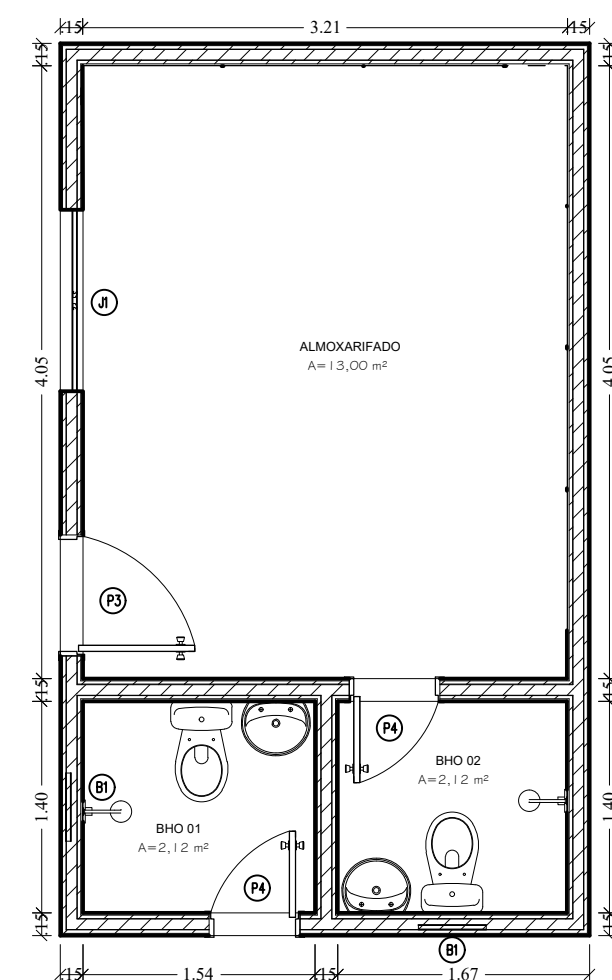 15 3.21 15
15 15
J1
ALMOXARIFADO
A=13,00 m²
4.05 4.05
P3
15 15
P4
BHO 02
A=2,12 m²
B1
1.40 1.40
BHO 01
A=2,12 m²
P4
15 15
B1
15 1.54 15 1.67